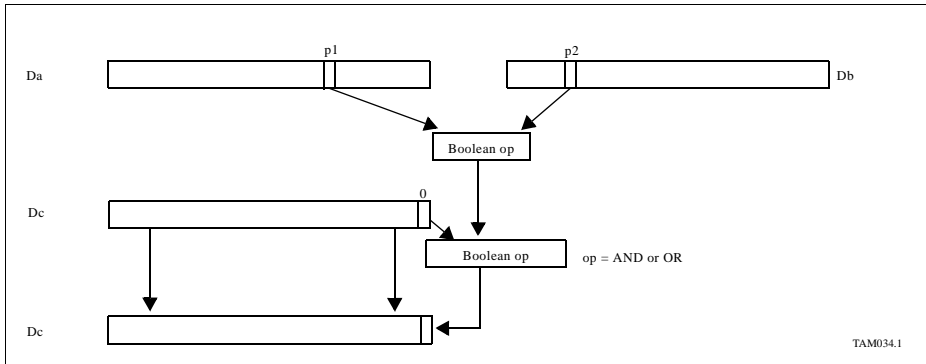 p1
p2
Da
Db
Boolean op
0
Dc
Boolean op
op = AND or OR
Dc
TAM034.1